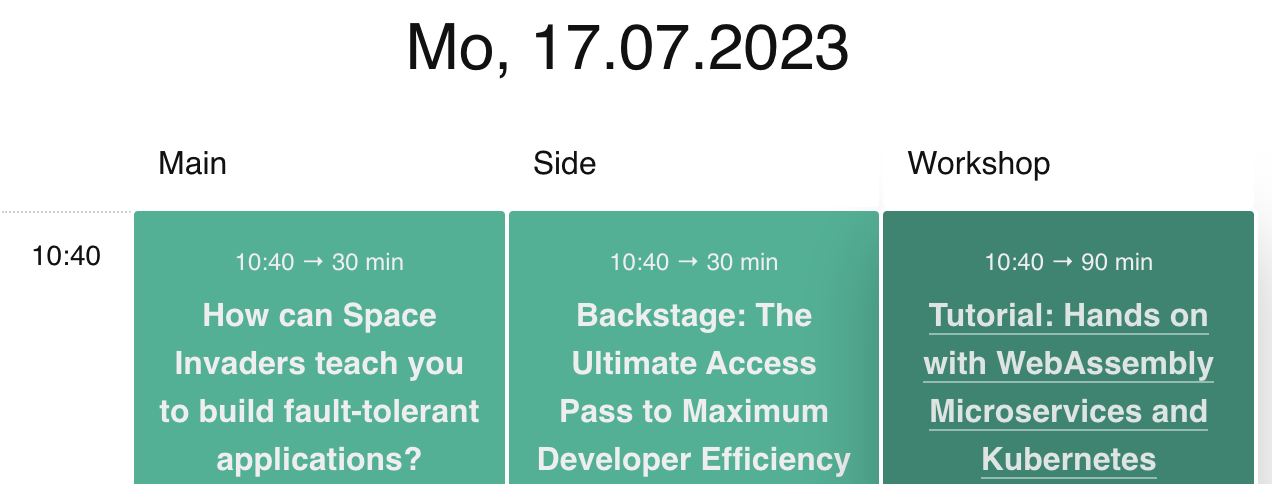 Mo, 17.07.2023
Main
Side
Workshop
10:40
10:40 → 30 min
How can Space
Invaders teach you
to build fault-tolerant
applications?
10:40 → 30 min
Backstage: The
Ultimate Access
Pass to Maximum
Developer Efficiency
10:40 → 90 min
Tutorial: Hands on
with WebAssembly
Microservices and
Kubernetes